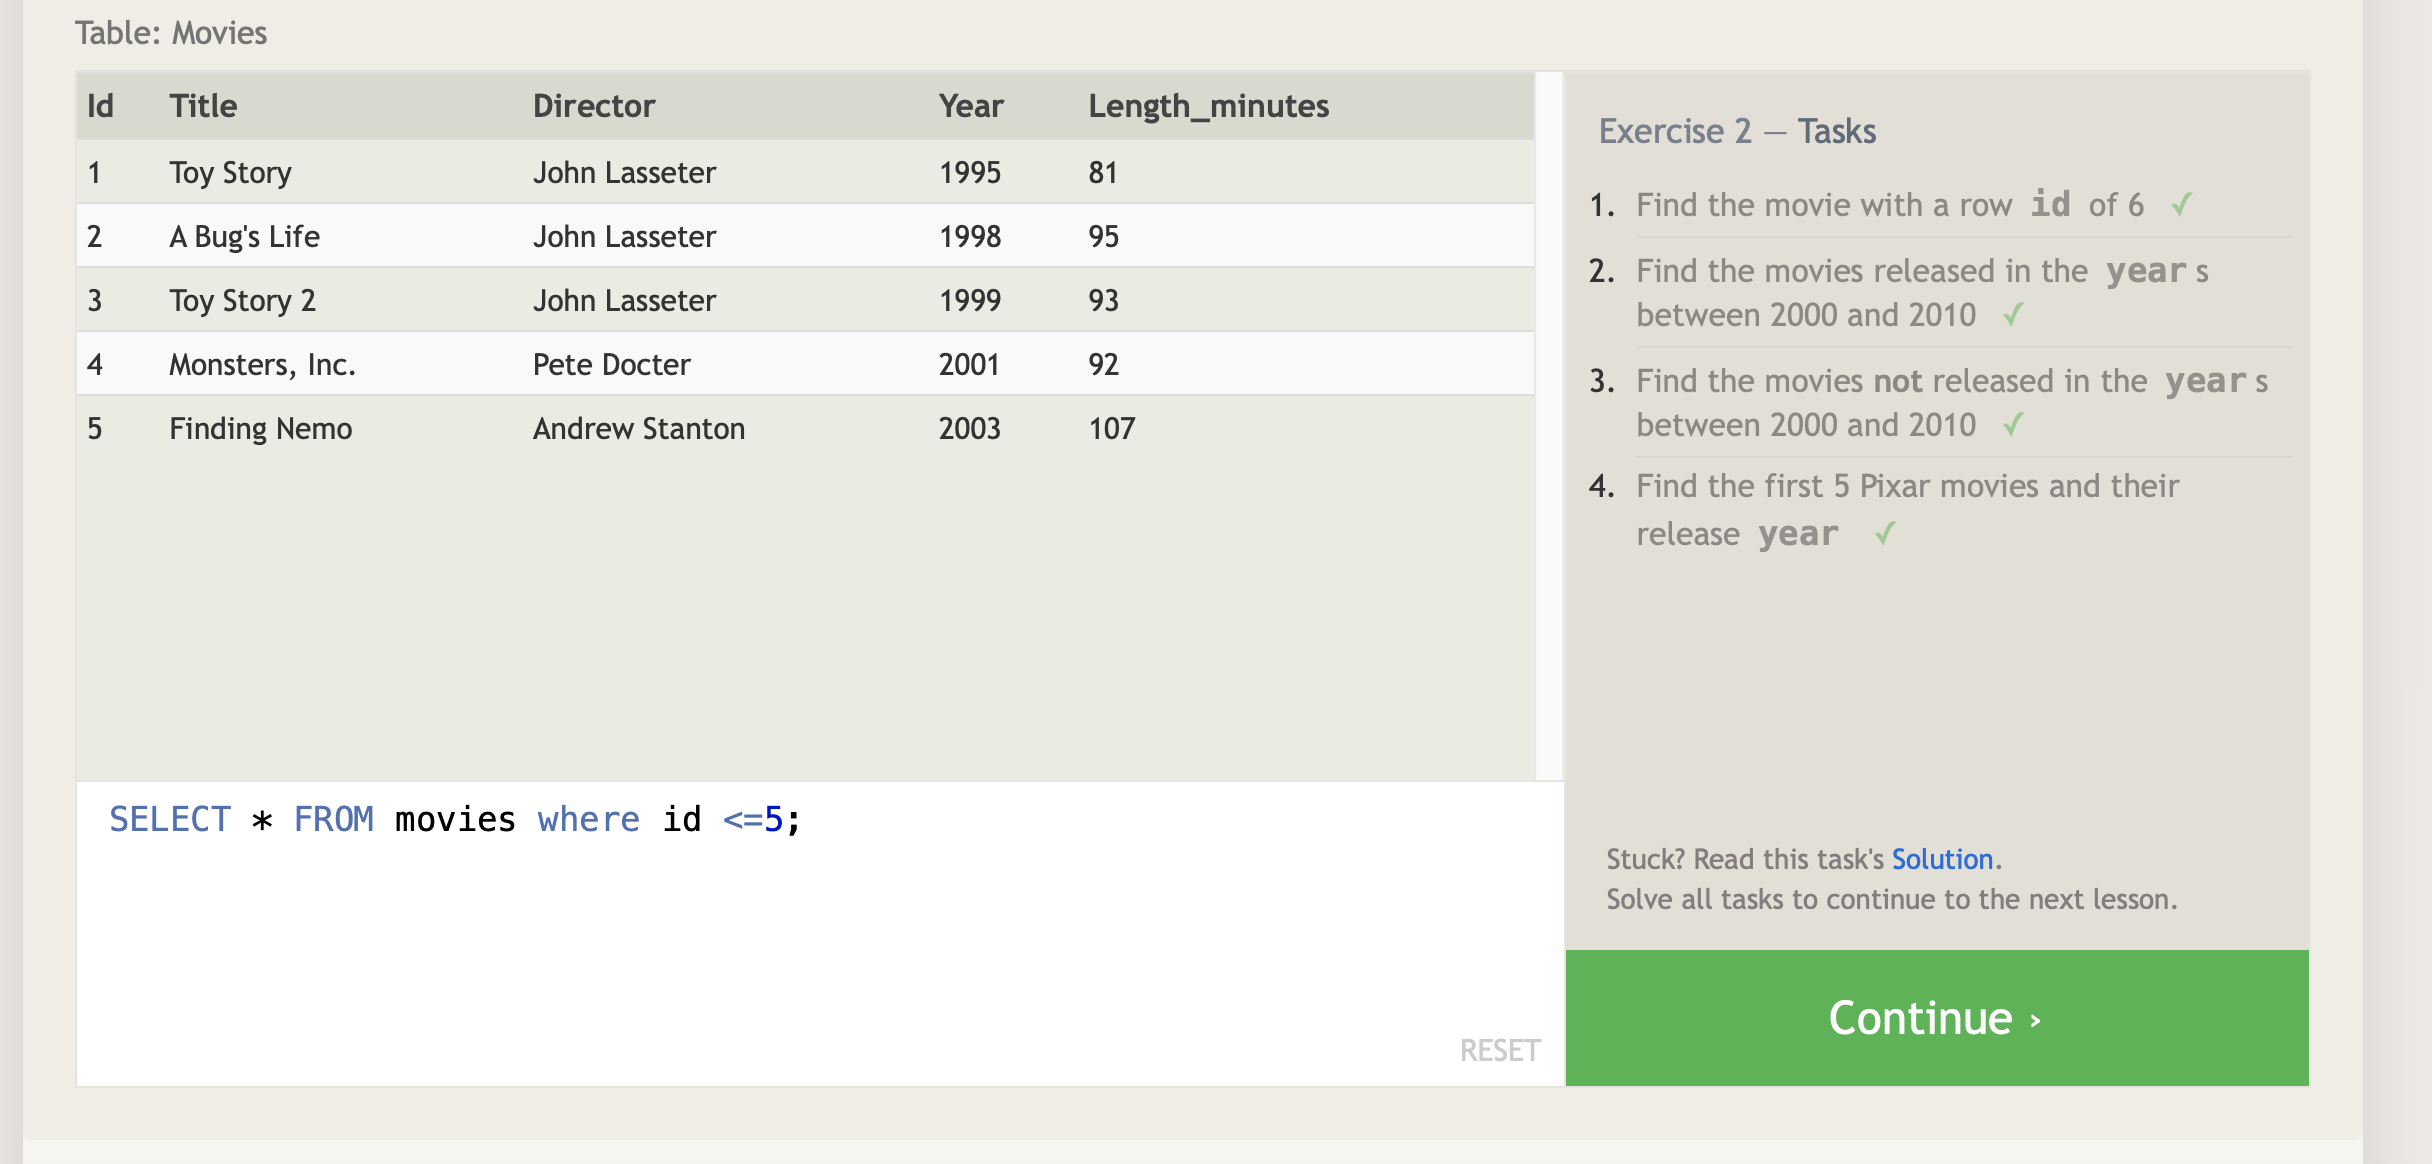 Table: Movies
Id Title Director Year Length_minutes
1 Toy Story John Lasseter 1995 81
2 A Bug's Life John Lasseter 1998 95
3 Toy Story 2 John Lasseter 1999 93
4 Monsters, Inc. Pete Docter 2001 92
5 Finding Nemo Andrew Stanton 2003 107
SELECT * FROM movies where id <=5;
RESET
Exercise 2 — Tasks
1. Find the movie with a row id of 6 ✓
2. Find the movies released in the years
between 2000 and 2010 ✓
3. Find the movies not released in the years
between 2000 and 2010 ✓
4. Find the first 5 Pixar movies and their
release year ✓
Stuck? Read this task's Solution.
Solve all tasks to continue to the next lesson.
Continue ›